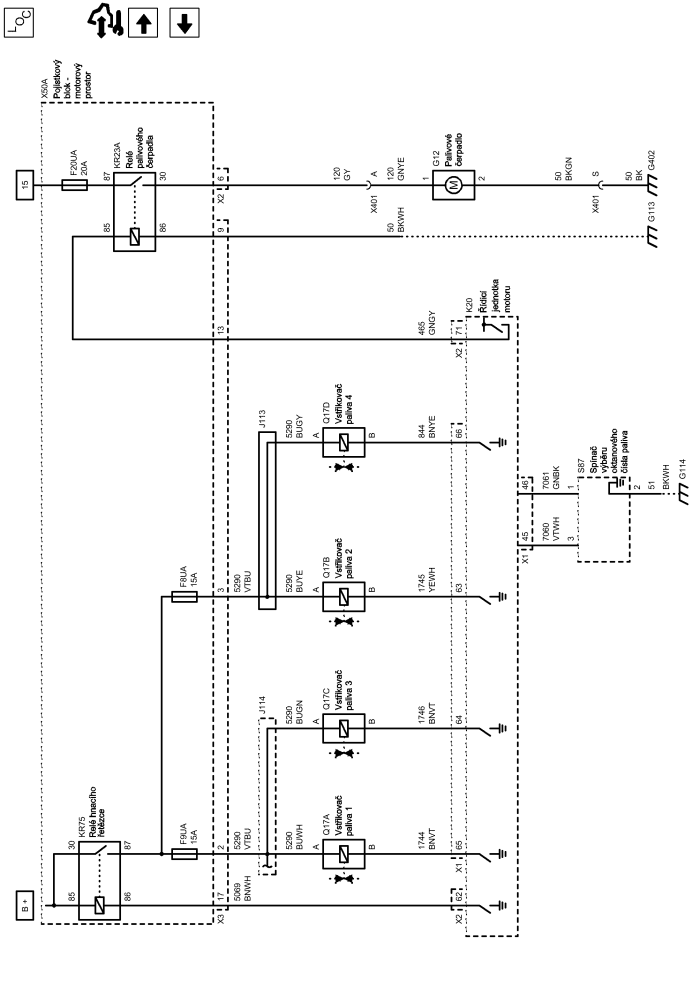 LOC
X50A
Pojistkový
blok -
motorový
prostor
15
F20UA
20A
87
KR23A
Relé
palivového
čerpadla
30
85
86
6
X2
9
13
120
GY
A
X401
120
GNYE
1
G12
Palivové
čerpadlo
M
2
50
BKGN
S
X401
50
BK
G402
50
BKWH
G113
465
GNGY
71
X2
K20
Řídicí
jednotka
motoru
J113
5290
BUGY
A
Q17D
Vstřikovač
paliva 4
B
844
BNYE
66
46
7061
GNBK
1
S87
Spínač
výběru
oktanového
čísla paliva
2
51
BKWH
G114
45
X1
7060
VTWH
3
F8UA
15A
3
5290
VTBU
5290
BUYE
A
Q17B
Vstřikovač
paliva 2
B
1745
YEWH
63
J114
5290
BUGN
A
Q17C
Vstřikovač
paliva 3
B
1746
BNVT
64
B +
KR75
Relé hnacího
řetězce
30
87
85
86
F9UA
15A
2
5290
VTBU
5290
BUWH
A
Q17A
Vstřikovač
paliva 1
B
1744
BNVT
65
X1
17
X3
5069
BNWH
62
X2